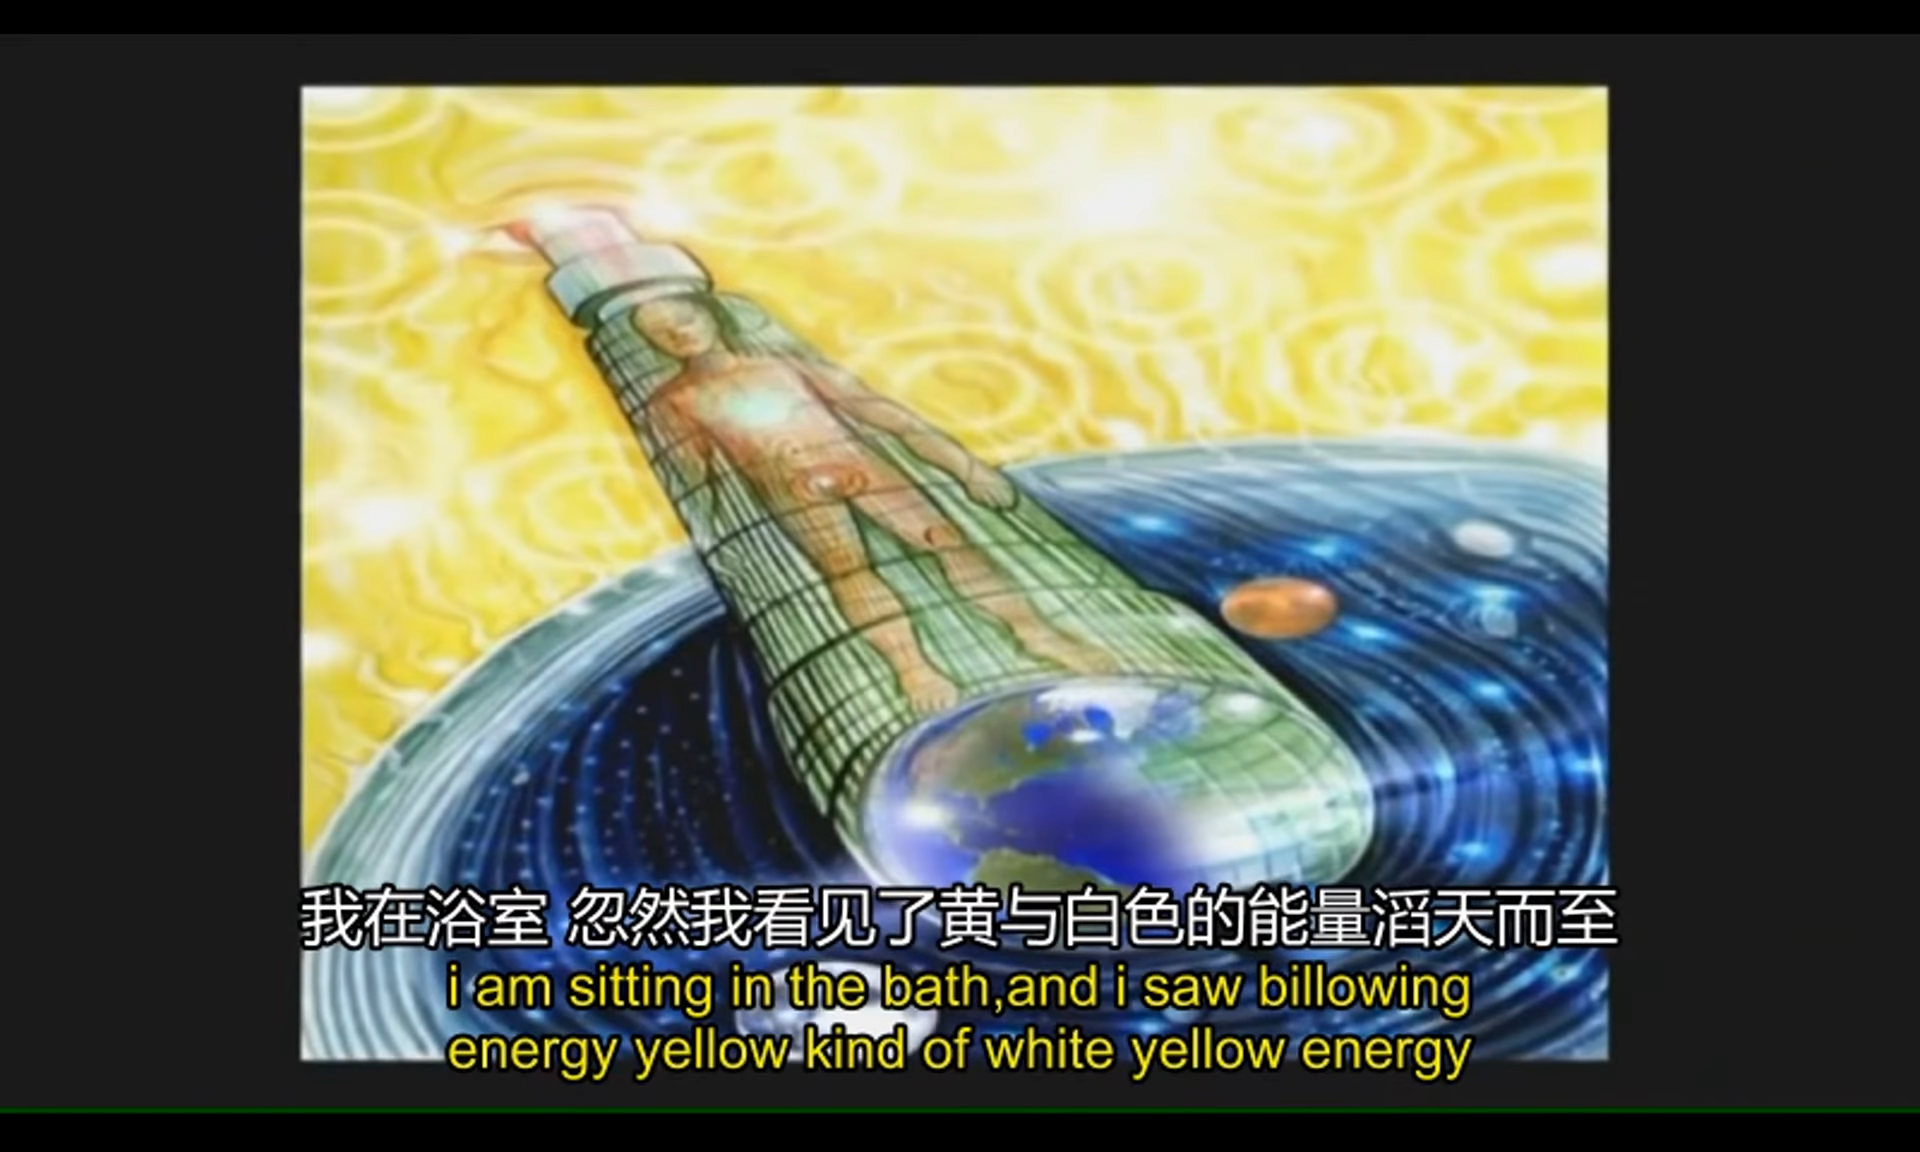 我在浴室 忽然我看见了黄与白色的能量滔天而至
i am sitting in the bath,and i saw billowing
energy yellow kind of white yellow energy